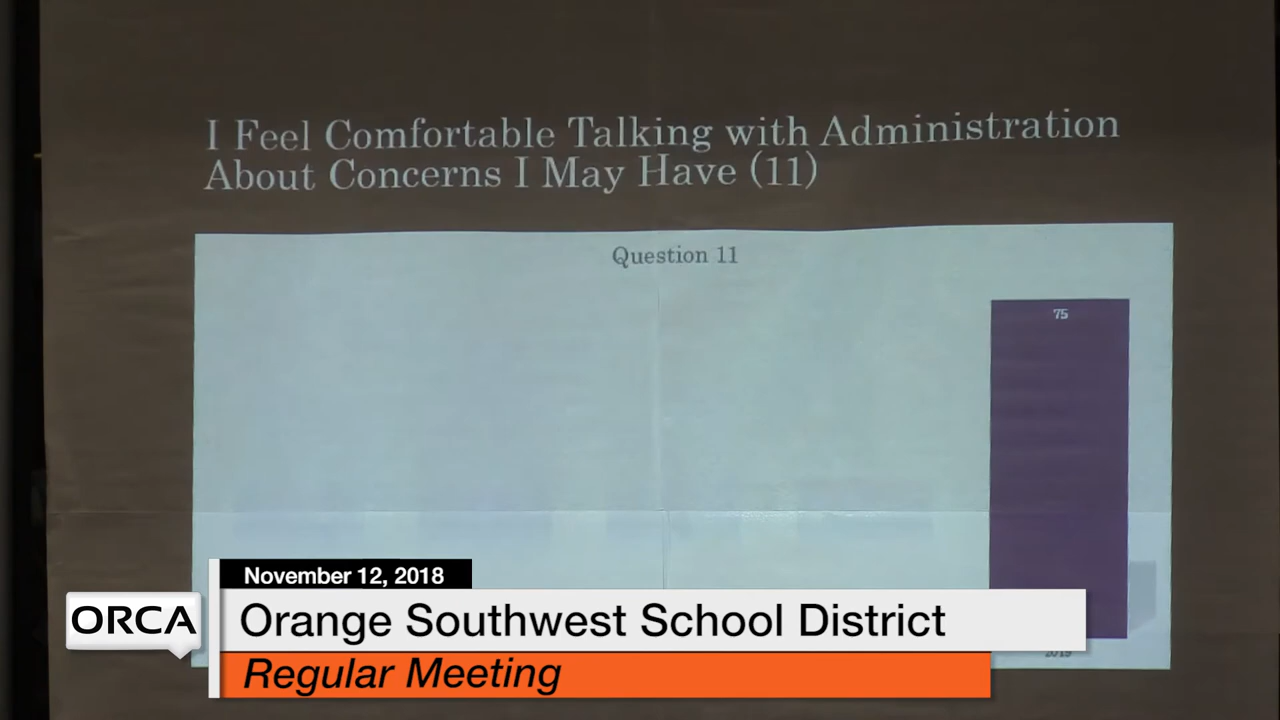 I Feel Comfortable Talking with Administration
About Concerns I May Have (11)
Question 11
75
November 12, 2018
ORCA
Orange Southwest School District
Regular Meeting